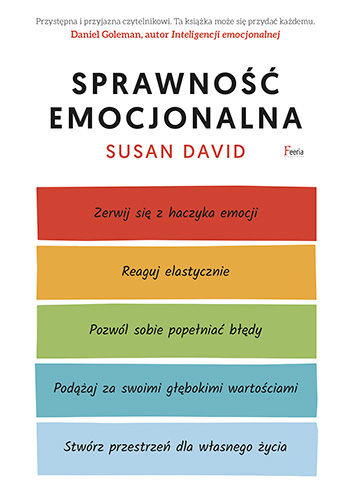 Przystępna i przyjazna czytelnikowi. Ta książka może się przydać każdemu.
Daniel Goleman, autor Inteligencji emocjonalnej
SPRAWNOŚĆ
EMOCJONALNA
SUSAN DAVID
Feeria
Zerwij się z haczyka emocji
Reaguj elastycznie
Pozwól sobie popełniać błędy
Podążaj za swoimi głębokimi wartościami
Stwórz przestrzeń dla własnego życia